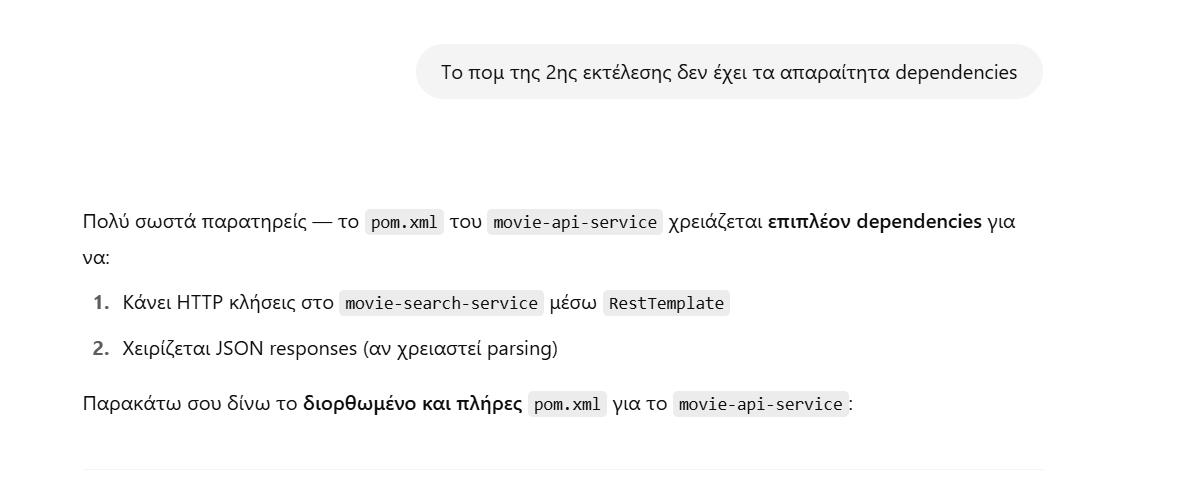 Το πομ της 2ης εκτέλεσης δεν έχει τα απαραίτητα dependencies
Πολύ σωστά παρατηρείς — το pom.xml του movie-api-service χρειάζεται επιπλέον dependencies για
να:
1. Κάνει HTTP κλήσεις στο movie-search-service μέσω RestTemplate
2. Χειρίζεται JSON responses (αν χρειαστεί parsing)
Παρακάτω σου δίνω το διορθωμένο και πλήρες pom.xml για το movie-api-service: